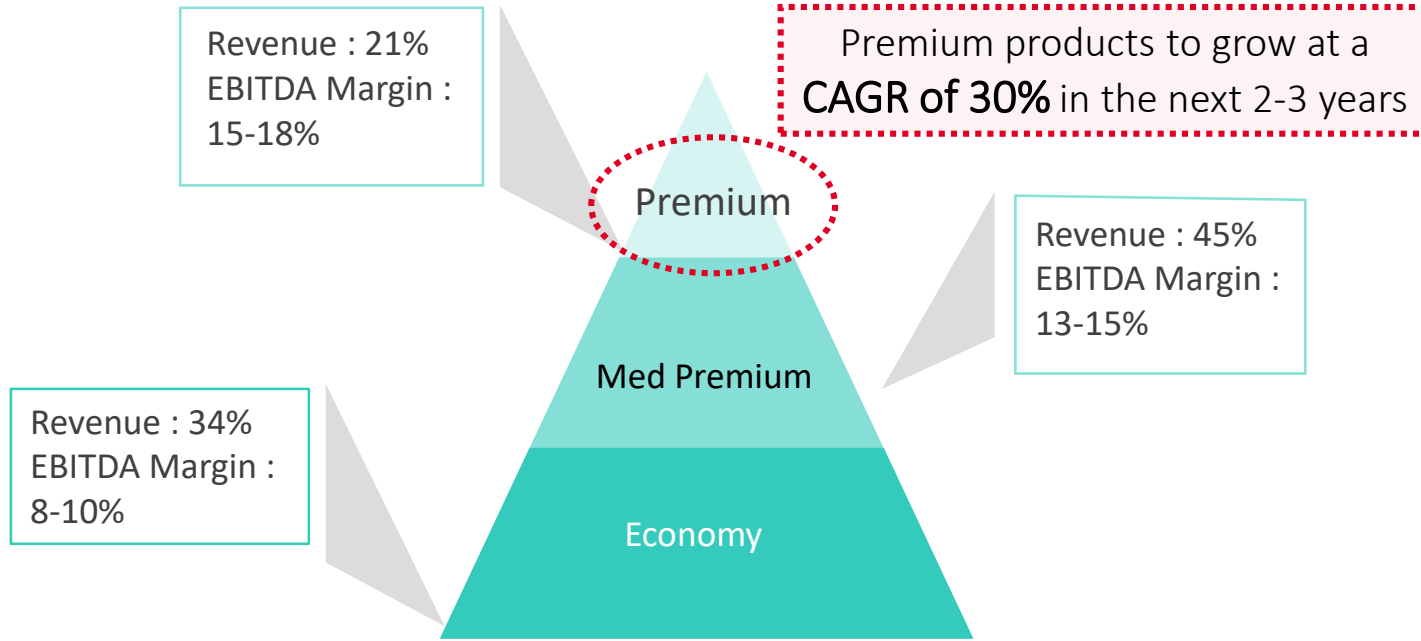 Revenue : 21%
EBITDA Margin :
15-18%
Premium products to grow at a
CAGR of 30% in the next 2-3 years
Premium
Revenue : 45%
EBITDA Margin :
13-15%
Med Premium
Revenue : 34%
EBITDA Margin :
8-10%
Economy